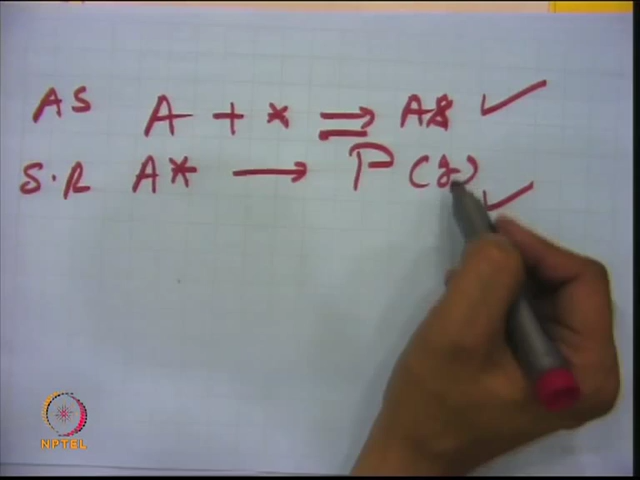 AS A + * ⇌ A* ✓
S.R A* → P (g) ✓
NPTEL